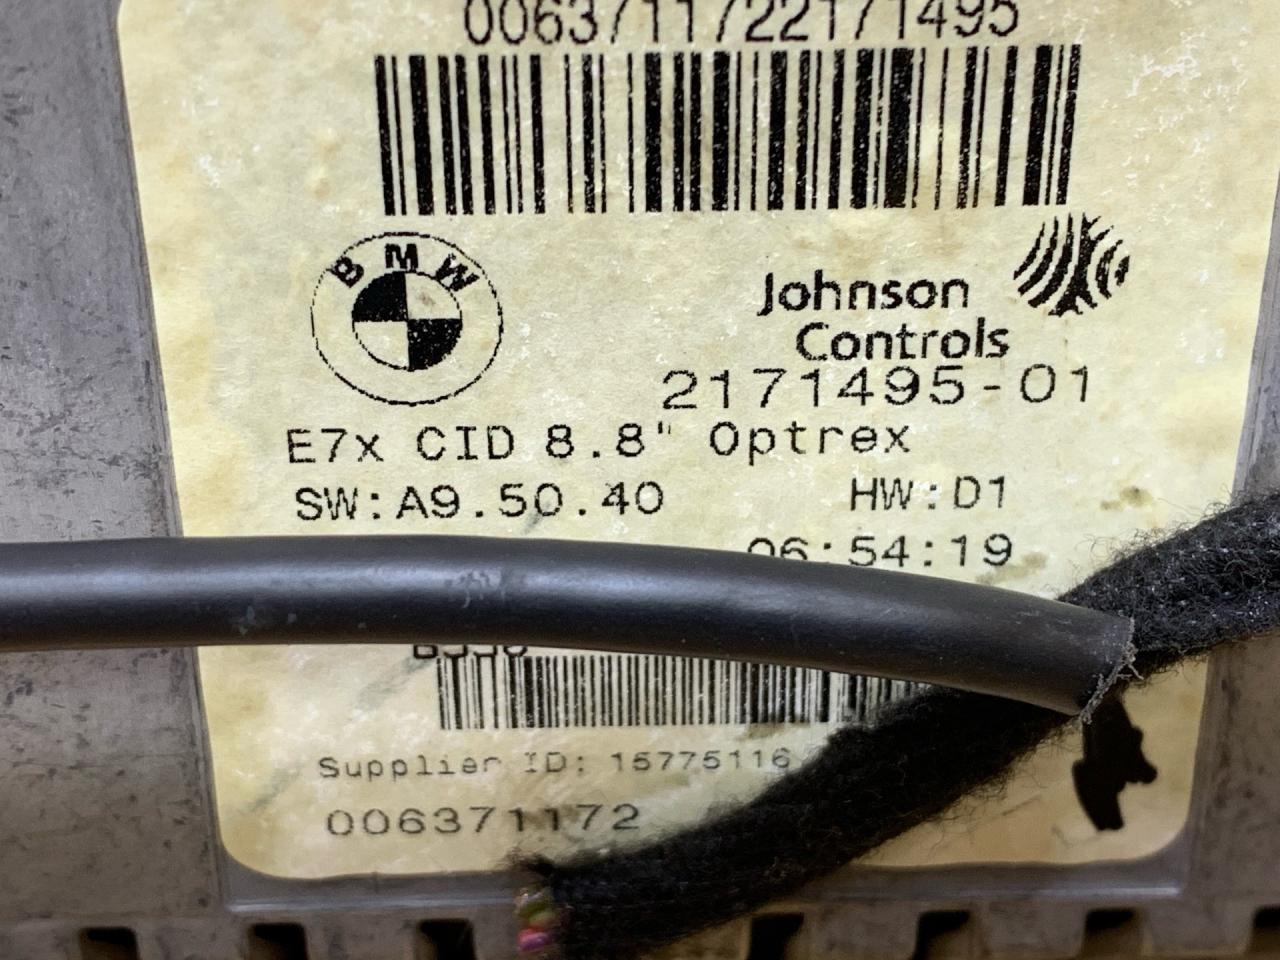 0063711722171495
BMW
Johnson
Controls
2171495-01
E7x CID 8.8" Optrex
SW:A9.50.40 HW:D1
06:54:19
Supplier ID: 15775116
006371172